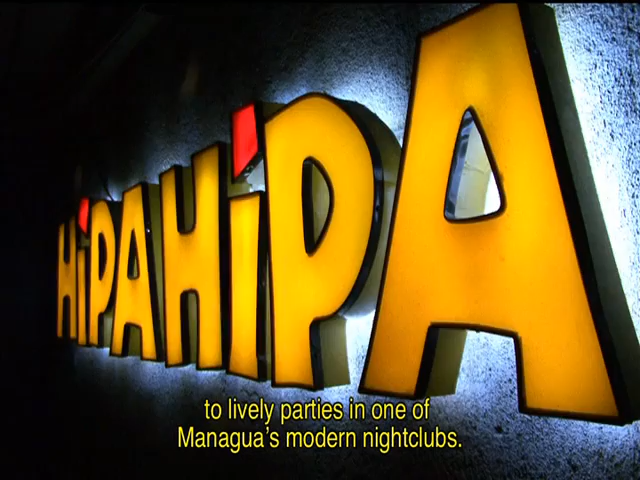 HiPAHiPA
to lively parties in one of
Managua's modern nightclubs.